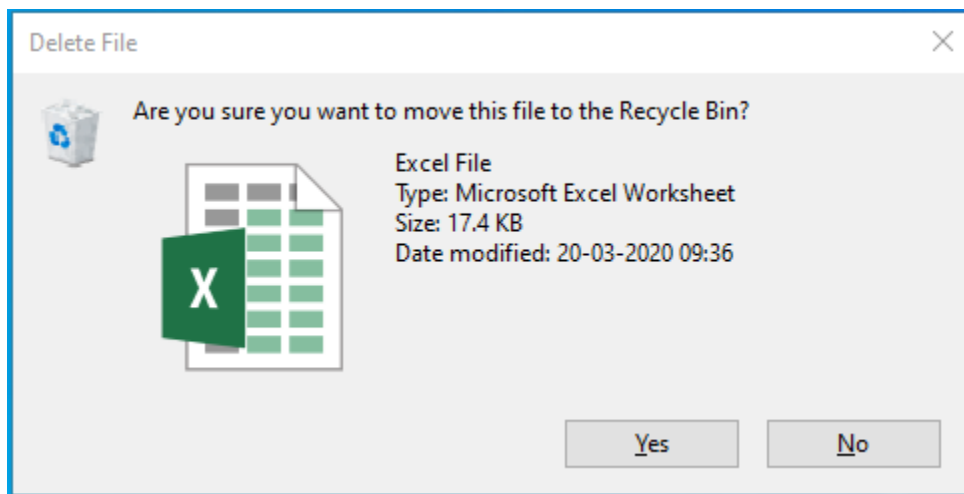 Delete File
Are you sure you want to move this file to the Recycle Bin?
Excel File
Type: Microsoft Excel Worksheet
Size: 17.4 KB
Date modified: 20-03-2020 09:36
X
Yes
No